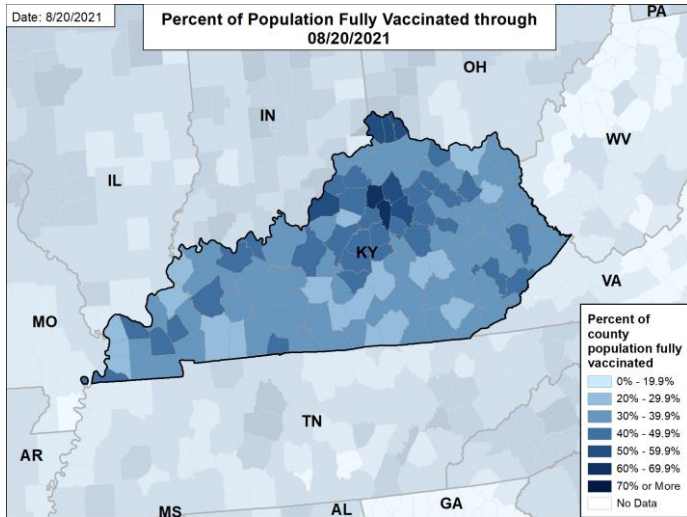 Date: 8/20/2021
Percent of Population Fully Vaccinated through
08/20/2021
PA
OH
IN
WV
IL
KY
VA
MO
TN
AR
MS
AL
GA
Percent of
county
population fully
vaccinated
0% - 19.9%
20% - 29.9%
30% - 39.9%
40% - 49.9%
50% - 59.9%
60% - 69.9%
70% or More
No Data